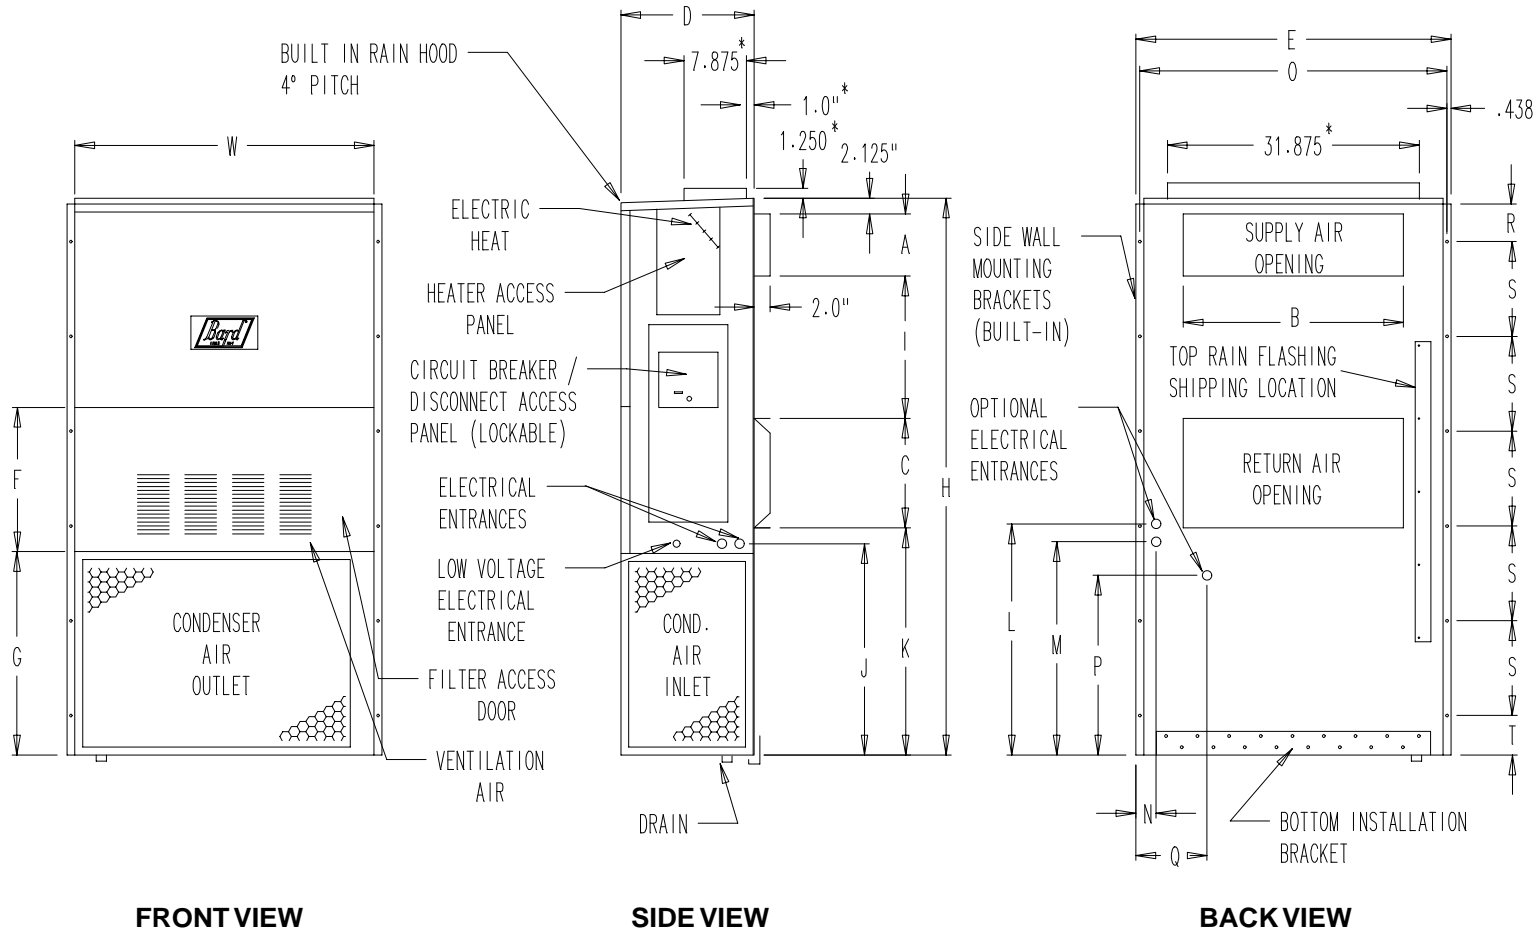 BUILT IN RAIN HOOD
4° PITCH
W
Bard
ELECTRIC
HEAT
HEATER ACCESS
PANEL
CIRCUIT BREAKER /
DISCONNECT ACCESS
PANEL (LOCKABLE)
ELECTRICAL
ENTRANCES
LOW VOLTAGE
ELECTRICAL
ENTRANCE
FILTER ACCESS
DOOR
VENTILATION
AIR
F
G
CONDENSER
AIR
OUTLET
FRONT VIEW
D
7.875*
1.0"*
1.250*
2.125"
A
2.0"
C
H
K
J
COND.
AIR
INLET
DRAIN
SIDE VIEW
E
O
.438
31.875*
SIDE WALL
MOUNTING
BRACKETS
(BUILT-IN)
SUPPLY AIR
OPENING
B
TOP RAIN FLASHING
SHIPPING LOCATION
OPTIONAL
ELECTRICAL
ENTRANCES
RETURN AIR
OPENING
R
S
S
S
S
S
T
L
M
P
N
Q
BOTTOM INSTALLATION
BRACKET
BACK VIEW